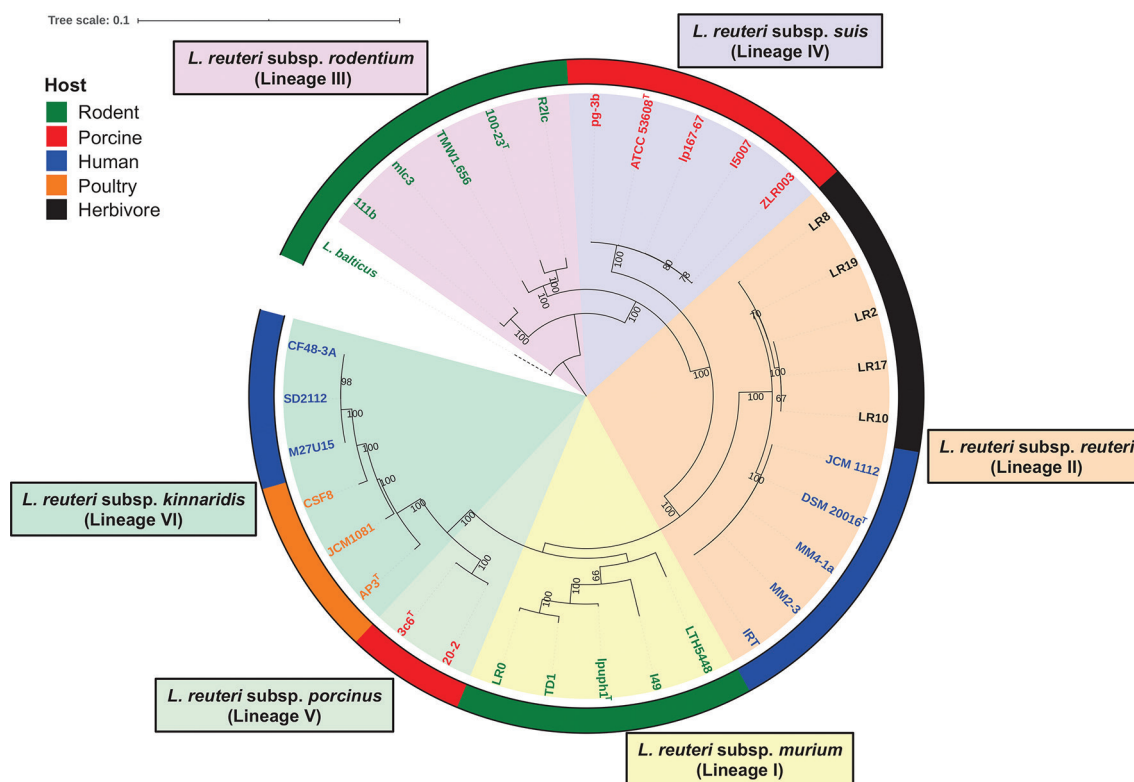 Tree scale: 0.1
L. reuteri subsp. rodentium
(Lineage III)
L. reuteri subsp. suis
(Lineage IV)
Host
Rodent
Porcine
Human
Poultry
Herbivore
L. balticus
111b
mlc3
TMW1.656
100-23ᵀ
R2lc
pg-3b
ATCC 53608ᵀ
lp167-67
I5007
ZLR003
LR8
LR19
LR2
LR17
LR10
JCM 1112
DSM 20016ᵀ
MM4-1a
MM2-3
IRT
LTH5448
I49
lpuph1ᵀ
TD1
LR0
20-2
3c6ᵀ
AP3ᵀ
JCM1081
CSF8
M27U15
SD2112
CF48-3A
100
100
100
100
100
80
78
100
70
100
67
100
100
100
66
100
100
100
100
100
100
100
100
98
L. reuteri subsp. reuteri
(Lineage II)
L. reuteri subsp. kinnaridis
(Lineage VI)
L. reuteri subsp. porcinus
(Lineage V)
L. reuteri subsp. murium
(Lineage I)